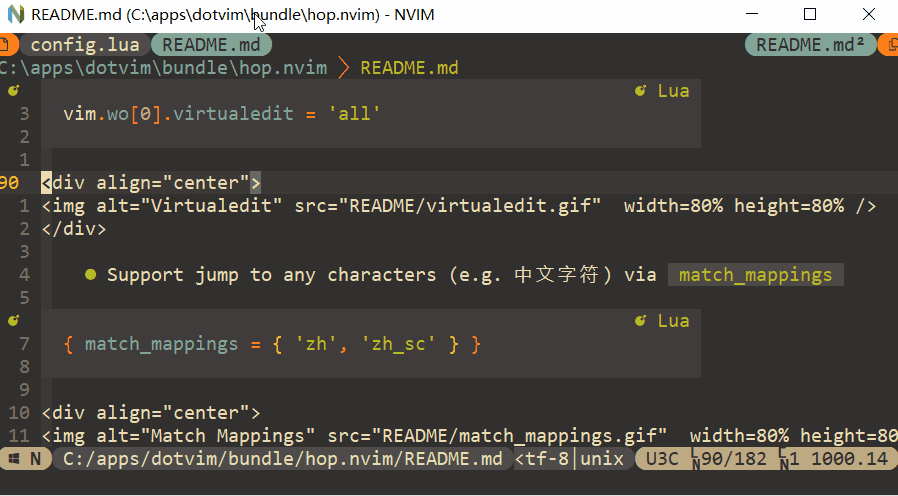 README.md (C:\apps\dotvim\bundle\hop.nvim) - NVIM
config.lua README.md README.md²
C:\apps\dotvim\bundle\hop.nvim README.md
Lua
3 vim.wo[0].virtualedit = 'all'
2
1
90 <div align="center">
1 <img alt="Virtualedit" src="README/virtualedit.gif"  width=80% height=80% />
2 </div>
3
4 ● Support jump to any characters (e.g. 中文字符) via match_mappings
5
Lua
7 { match_mappings = { 'zh', 'zh_sc' } }
8
9
10 <div align="center">
11 <img alt="Match Mappings" src="README/match_mappings.gif"  width=80% height=80
N C:/apps/dotvim/bundle/hop.nvim/README.md <tf-8|unix U3C 90/182 1 1000.14